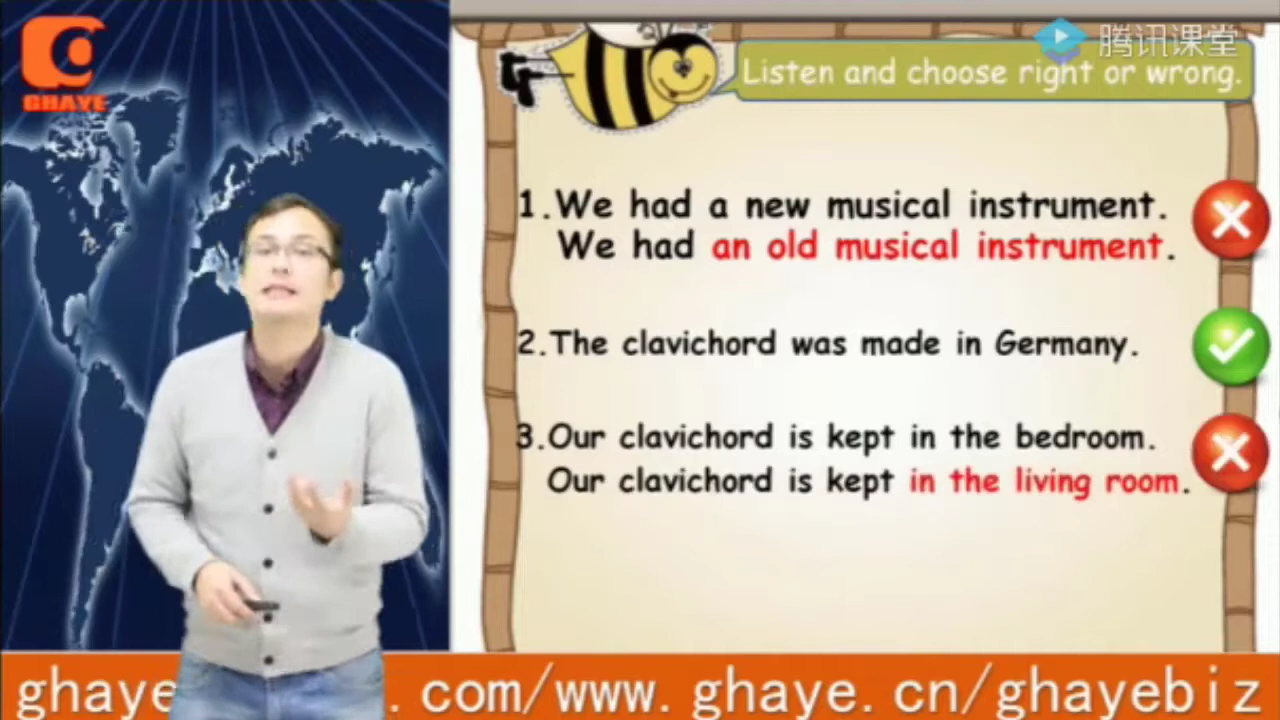 GHAYE
腾讯课堂
Listen and choose right or wrong.
1.We had a new musical instrument.
We had an old musical instrument.
2.The clavichord was made in Germany.
3.Our clavichord is kept in the bedroom.
Our clavichord is kept in the living room.
ghaye .com/www.ghaye.cn/ghayebiz